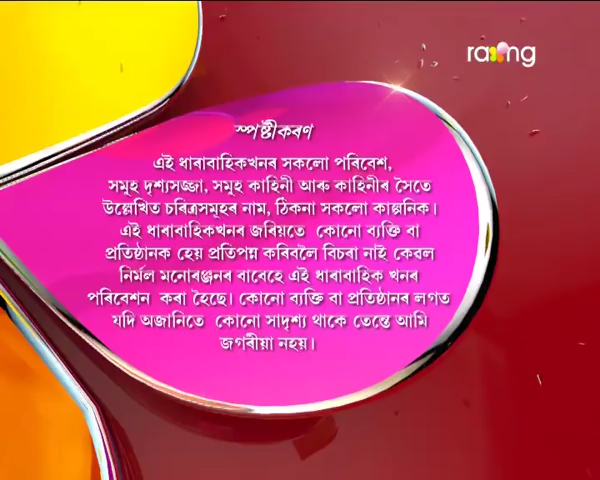 rang
স্পষ্টীকৰণ
এই ধাৰাবাহিকখনৰ সকলো পৰিবেশ,
সমূহ দৃশ্যসজ্জা, সমূহ কাহিনী আৰু কাহিনীৰ সৈতে
উল্লেখিত চৰিত্ৰসমূহৰ নাম, ঠিকনা সকলো কাল্পনিক।
এই ধাৰাবাহিকখনৰ জৰিয়তে কোনো ব্যক্তি বা
প্ৰতিষ্ঠানক হেয় প্ৰতিপন্ন কৰিবলৈ বিচৰা নাই কেৱল
নিৰ্মল মনোৰঞ্জনৰ বাবেহে এই ধাৰাবাহিক খনৰ
পৰিবেশন কৰা হৈছে। কোনো ব্যক্তি বা প্ৰতিষ্ঠানৰ লগত
যদি অজানিতে কোনো সাদৃশ্য থাকে তেন্তে আমি
জগৰীয়া নহয়।